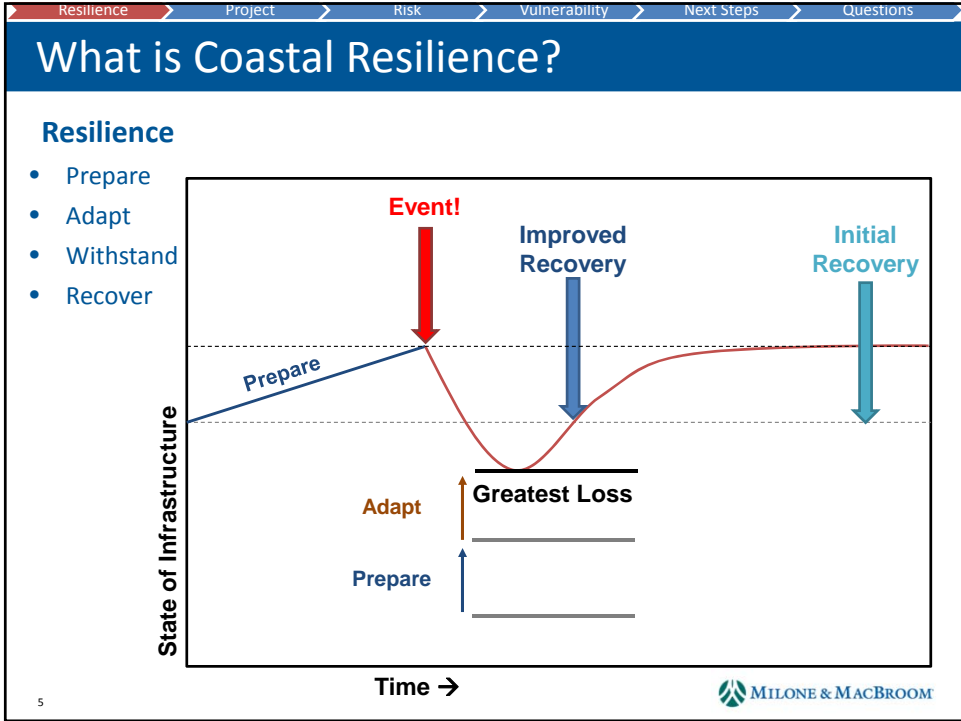 Resilience Project Risk Vulnerability Next Steps Questions
What is Coastal Resilience?
Resilience
• Prepare
• Adapt
• Withstand
• Recover
Event!
Improved
Recovery
Initial
Recovery
Prepare
State of Infrastructure
Greatest Loss
Adapt
Prepare
Time →
5
MILONE & MACBROOM